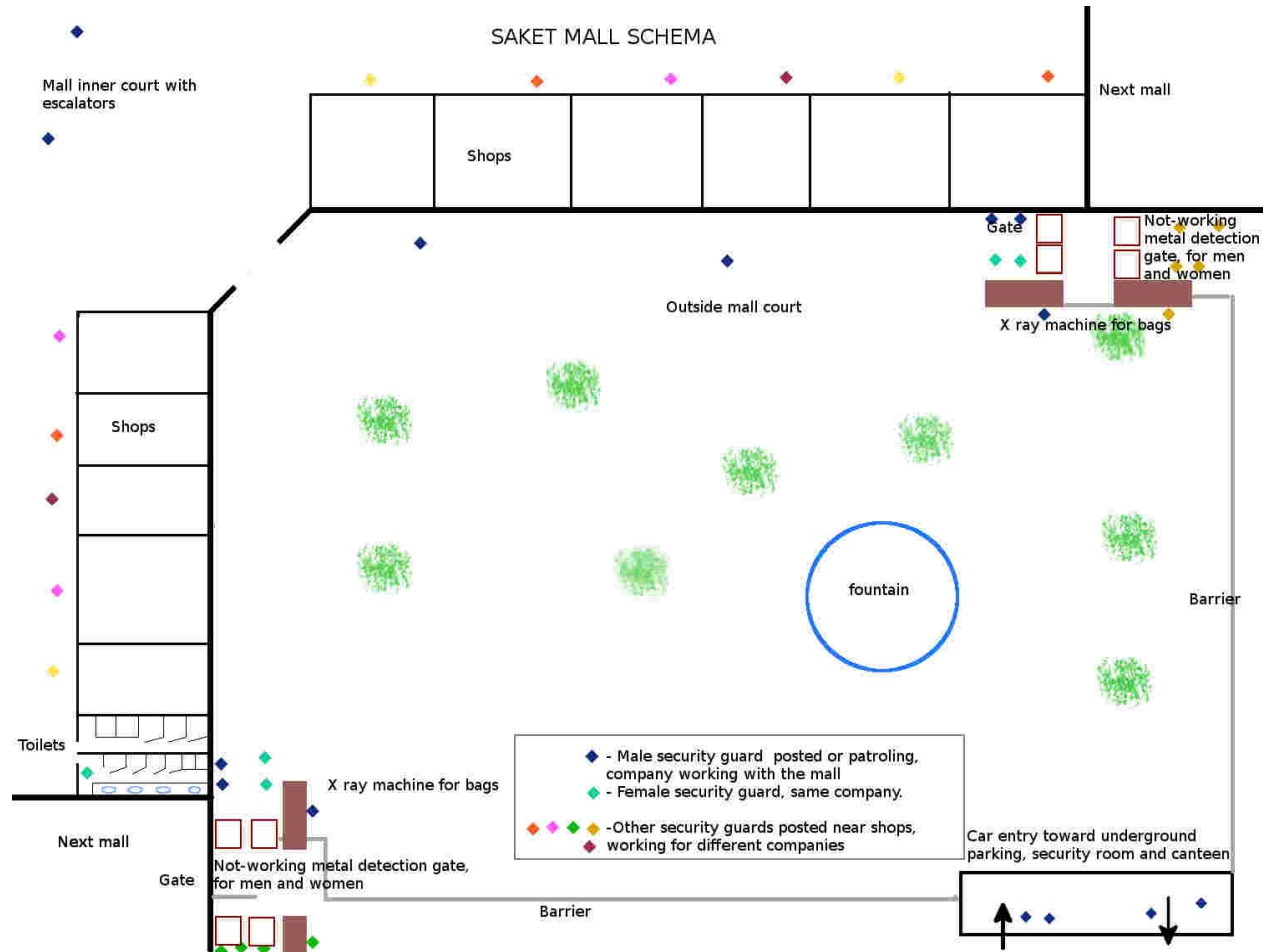 SAKET MALL SCHEMA
Mall inner court with
escalators
Next mall
Shops
Gate
Not-working
metal detection
gate, for men
and women
Outside mall court
X ray machine for bags
Shops
fountain
Barrier
Toilets
- Male security guard  posted or patroling,
company working with the mall
- Female security guard, same company.
-Other security guards posted near shops,
working for different companies
X ray machine for bags
Next mall
Car entry toward underground
parking, security room and canteen
Not-working metal detection gate,
for men and women
Gate
Barrier